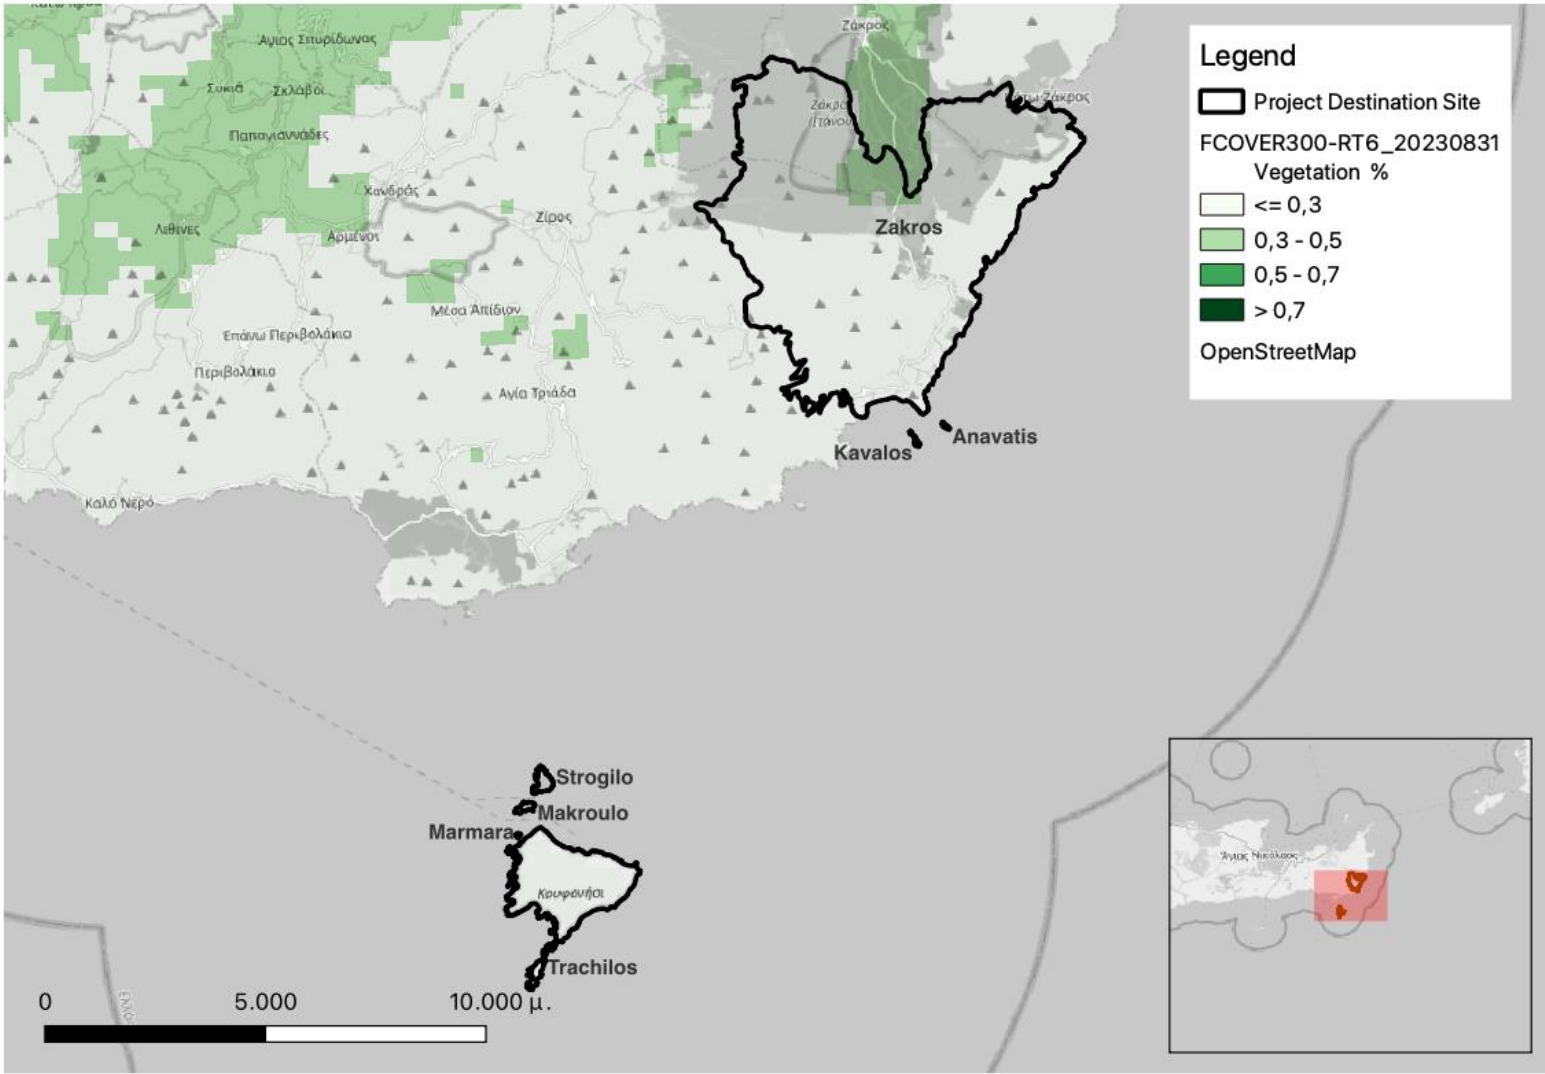 Ζάκρος
Άγιος Σπυρίδωνας
Συκιά
Σκλάβοι
Παπαγιαννάδες
Χανδράς
Ζίρος
Λιθίνες
Αρμένοι
Μέσα Απίδιον
Επάνω Περιβολάκια
Περιβολάκια
Αγία Τριάδα
Καλό Νερό
Zakros
Kavalos
Anavatis
Strogilo
Makroulo
Marmara
Κουφονήσι
Trachilos
0
5.000
10.000 μ.
Legend
Project Destination Site
FCOVER300-RT6_20230831
Vegetation %
<= 0,3
0,3 - 0,5
0,5 - 0,7
> 0,7
OpenStreetMap
Άγιος Νικόλαος